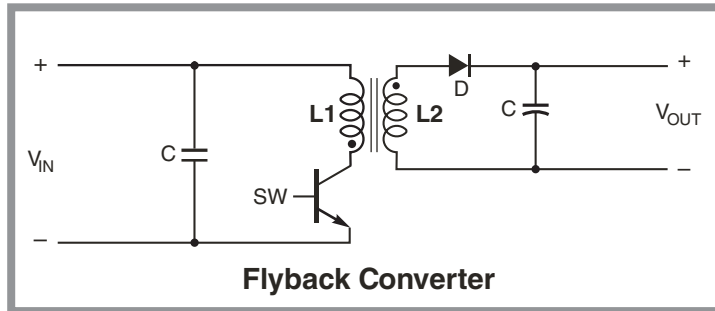 +
+
L1
L2
D
C
C
V_IN
V_OUT
SW
–
–
Flyback Converter